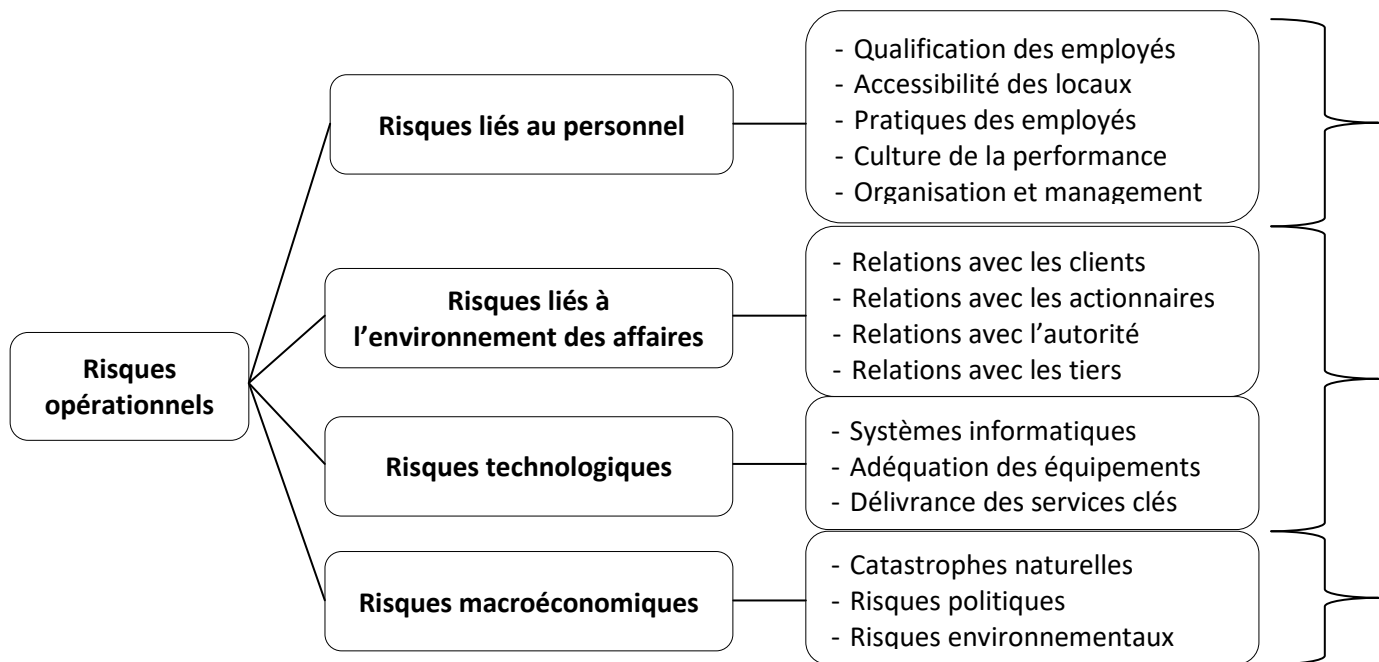 Risques
opérationnels
Risques liés au personnel
- Qualification des employés
- Accessibilité des locaux
- Pratiques des employés
- Culture de la performance
- Organisation et management
Risques liés à
l’environnement des affaires
- Relations avec les clients
- Relations avec les actionnaires
- Relations avec l’autorité
- Relations avec les tiers
Risques technologiques
- Systèmes informatiques
- Adéquation des équipements
- Délivrance des services clés
Risques macroéconomiques
- Catastrophes naturelles
- Risques politiques
- Risques environnementaux